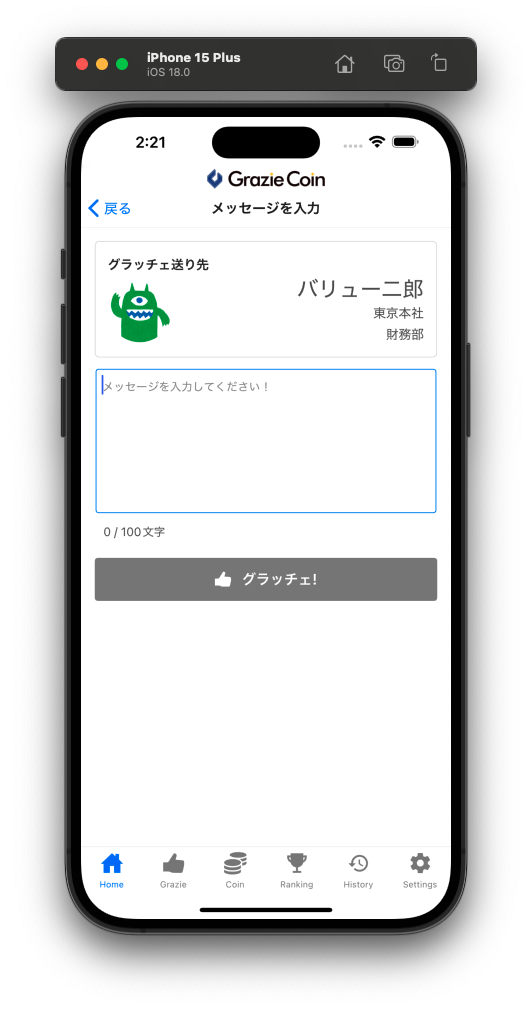 iPhone 15 Plus
iOS 18.0
2:21
Grazie Coin
戻る
メッセージを入力
グラッチェ送り先
バリュー二郎
東京本社
財務部
メッセージを入力してください！
0 / 100文字
グラッチェ!
Home
Grazie
Coin
Ranking
History
Settings